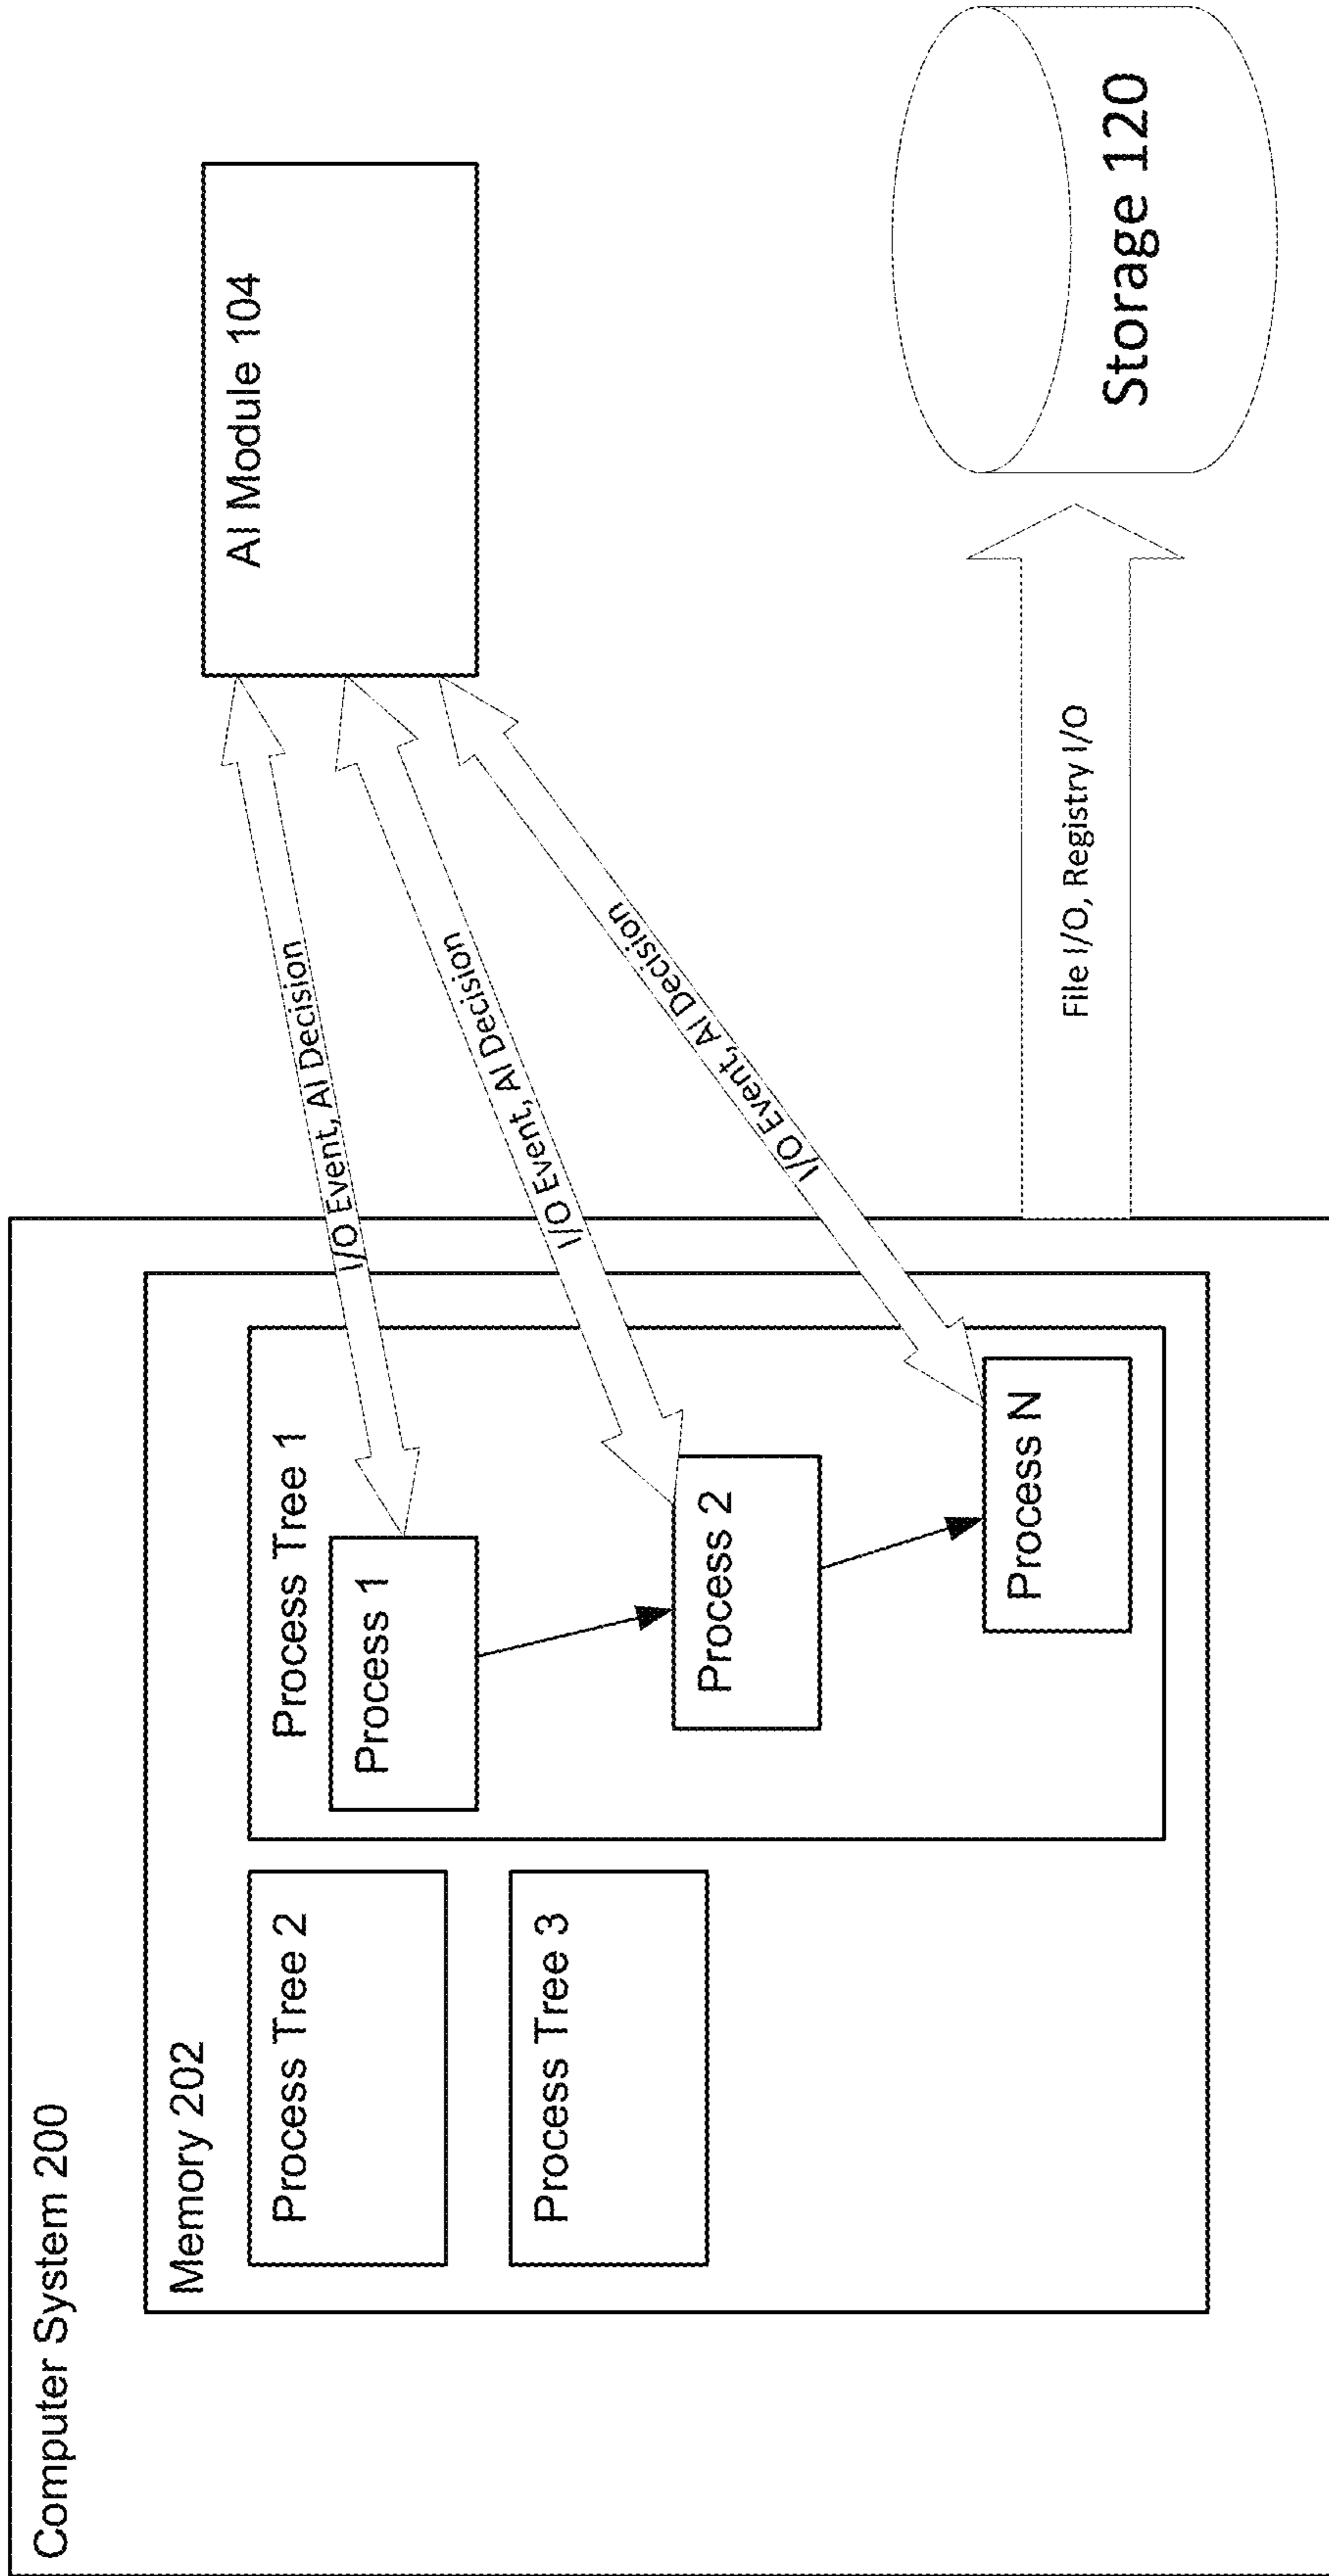 Computer System 200
Memory 202
Process Tree 2
Process Tree 3
Process Tree 1
Process 1
Process 2
Process N
I/O Event, AI Decision
I/O Event, AI Decision
I/O Event, AI Decision
AI Module 104
File I/O, Registry I/O
Storage 120